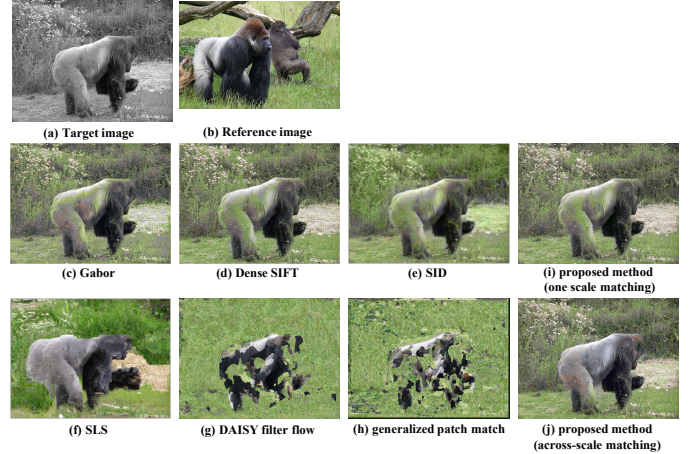 (a) Target image
(b) Reference image
(c) Gabor
(d) Dense SIFT
(e) SID
(i) proposed method
(one scale matching)
(f) SLS
(g) DAISY filter flow
(h) generalized patch match
(j) proposed method
(across-scale matching)